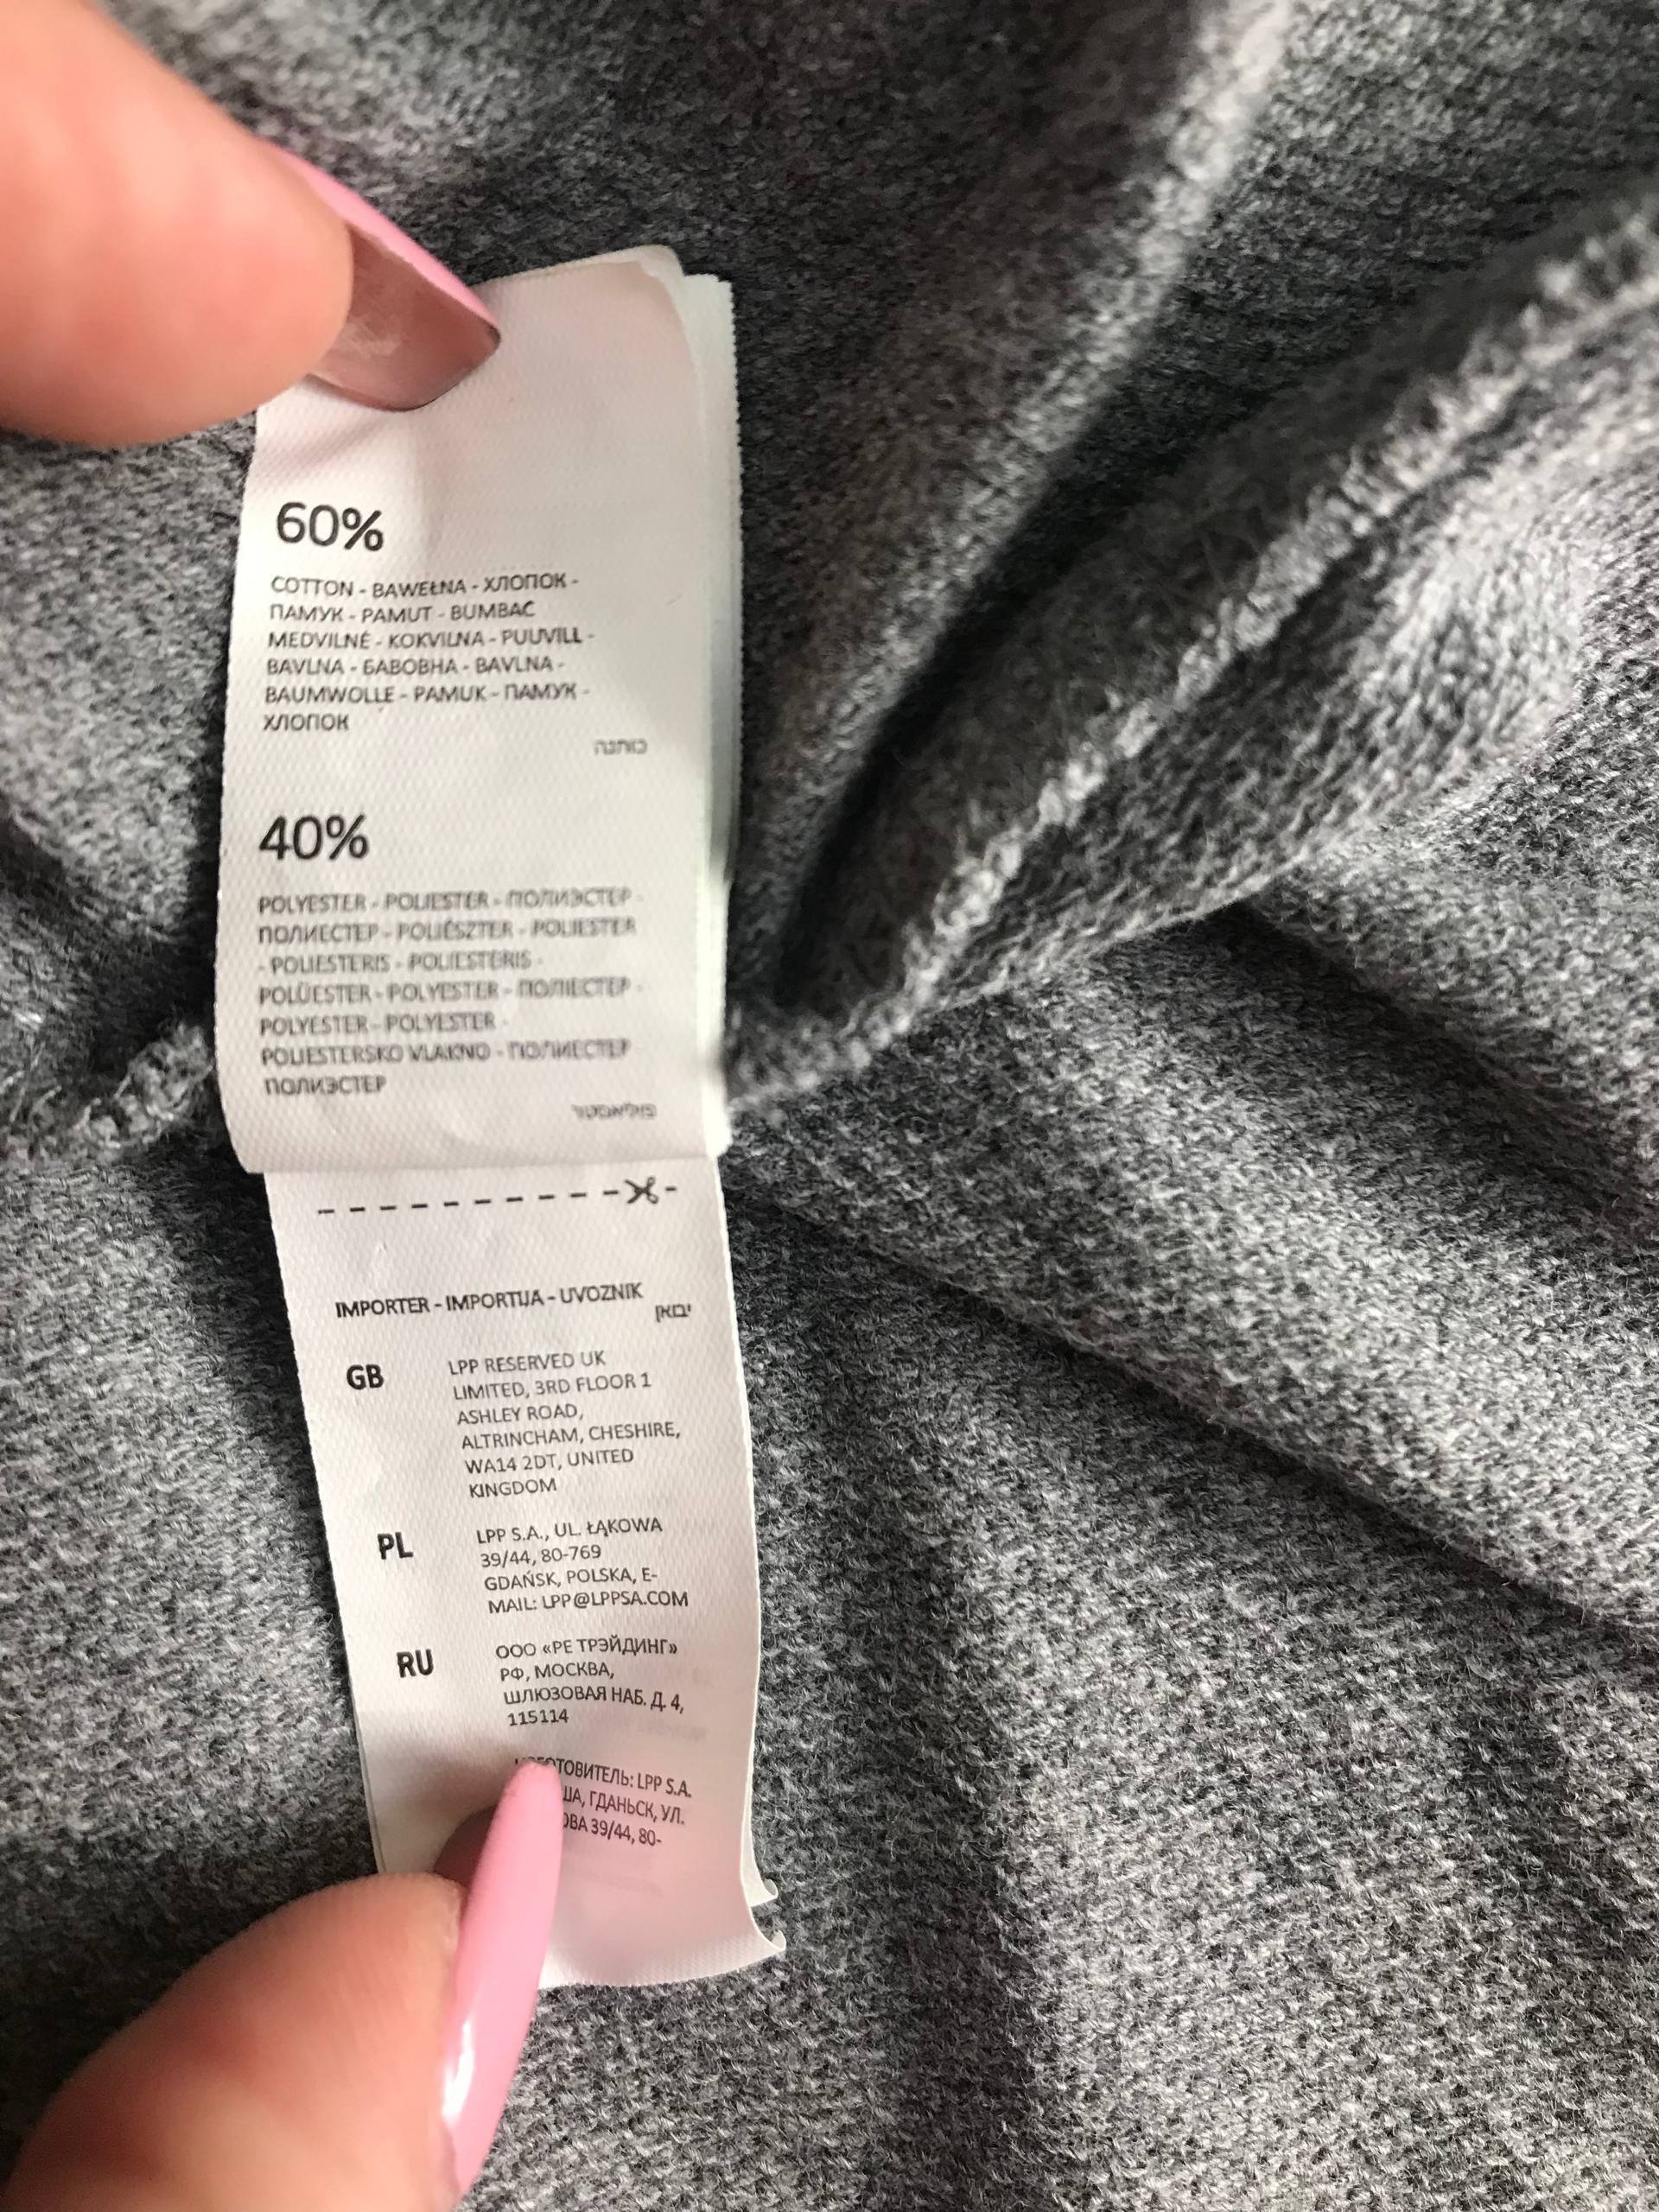 60%
COTTON - BAWEŁNA - ХЛОПОК -
ПАМУК - PAMUT - BUMBAC
MEDVILNĖ - KOKVILNA - PUUVILL -
BAVLNA - БАВОВНА - BAVLNA -
BAUMWOLLE - PAMUK - ПАМУК -
ХЛОПОК
כותנה
40%
POLYESTER - POLIESTER - ПОЛИЭСТЕР -
ПОЛИЕСТЕР - POLIÉSZTER - POLIESTER
- POLIESTERIS - POLIESTERIS -
POLÜESTER - POLYESTER - ПОЛІЕСТЕР -
POLYESTER - POLYESTER -
POLIESTERSKO VLAKNO - ПОЛИЕСТЕР
ПОЛИЭСТЕР
פוליאסטר
IMPORTER - IMPORTIJA - UVOZNIK
יבואן
GB LPP RESERVED UK
LIMITED, 3RD FLOOR 1
ASHLEY ROAD,
ALTRINCHAM, CHESHIRE,
WA14 2DT, UNITED
KINGDOM
PL LPP S.A., UL. ŁĄKOWA
39/44, 80-769
GDAŃSK, POLSKA, E-
MAIL: LPP@LPPSA.COM
RU ООО «РЕ ТРЭЙДИНГ»
РФ, МОСКВА,
ШЛЮЗОВАЯ НАБ. Д. 4,
115114
LPP S.A.
ГДАНЬСК, УЛ.
39/44, 80-